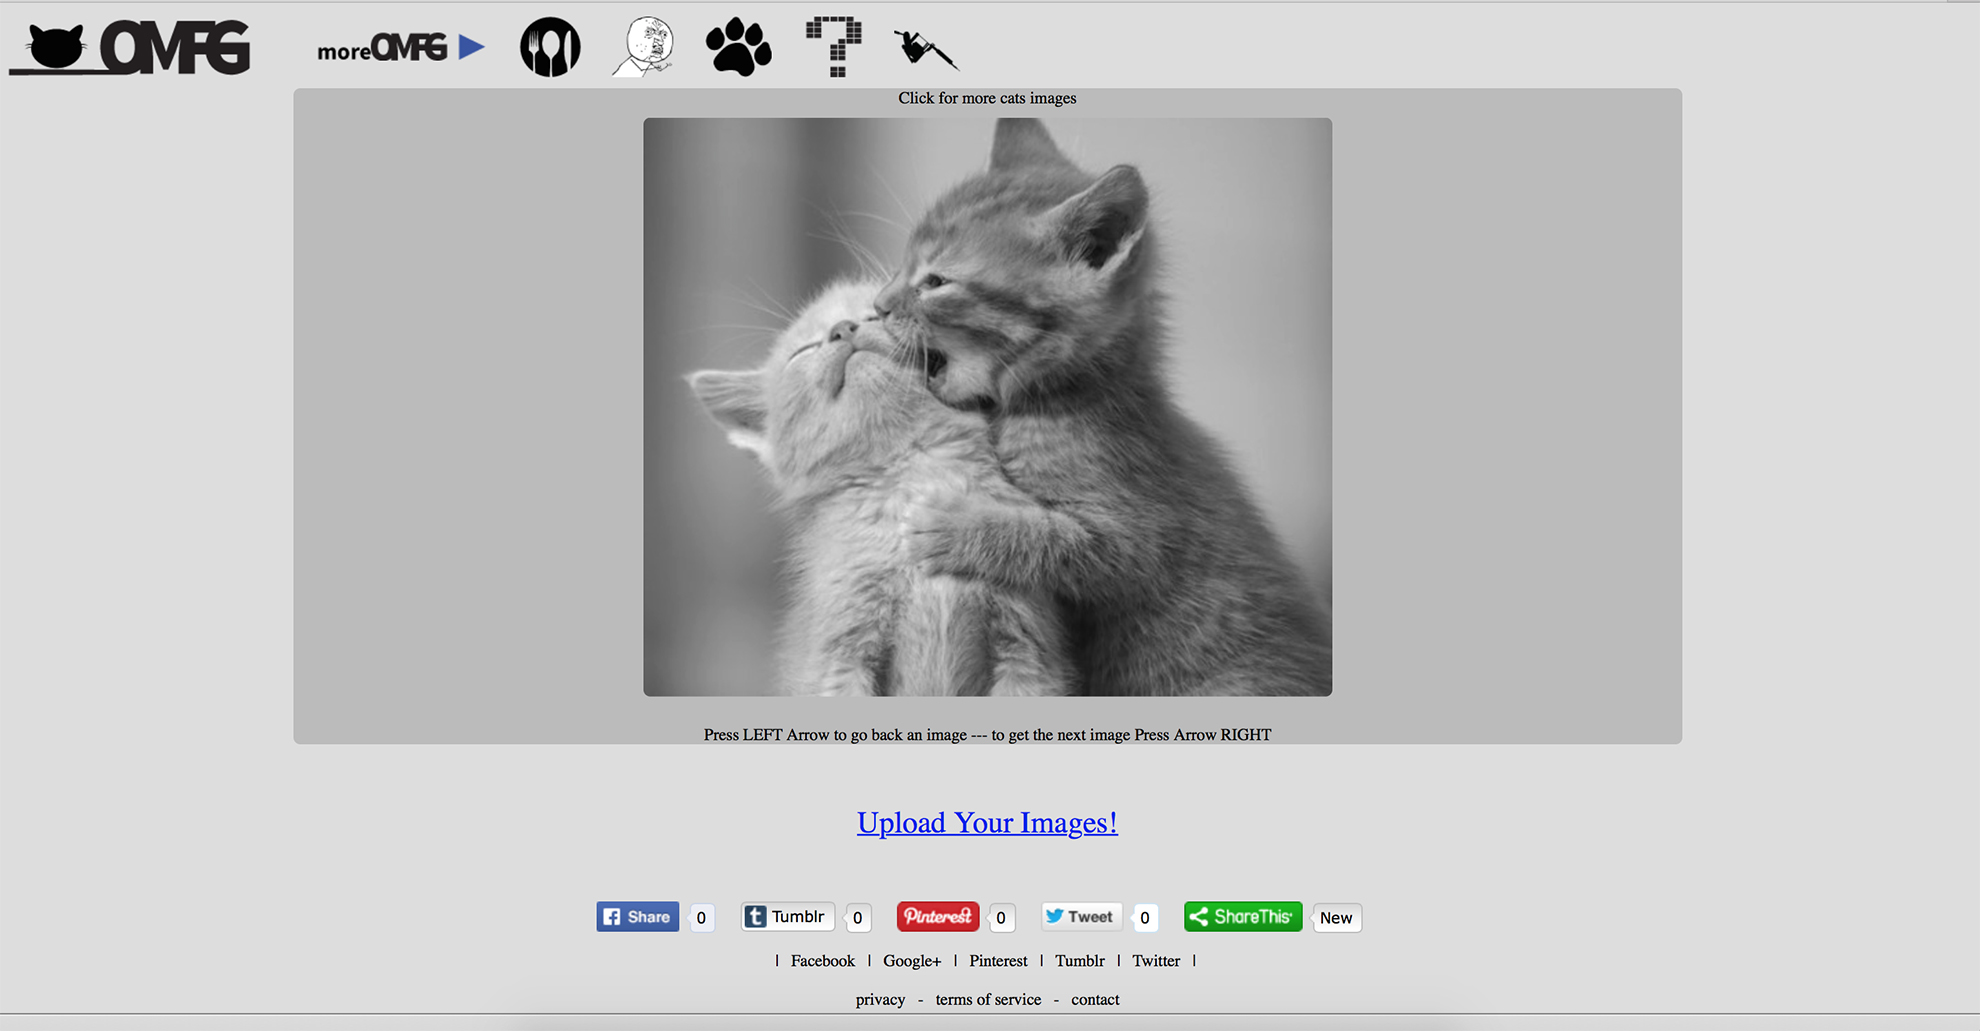 OMFG
moreOMFG
?
Click for more cats images
Press LEFT Arrow to go back an image --- to get the next image Press Arrow RIGHT
Upload Your Images!
Share 0 Tumblr 0 Pinterest 0 Tweet 0 ShareThis New
| Facebook | Google+ | Pinterest | Tumblr | Twitter |
privacy - terms of service - contact